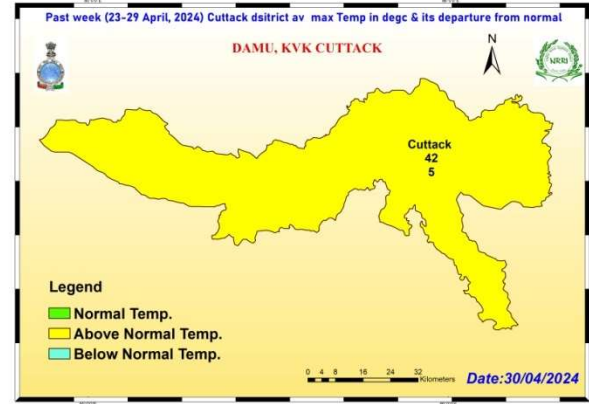 Past week (23-29 April, 2024) Cuttack dsitrict av max Temp in degc & its departure from normal
DAMU, KVK CUTTACK
N
NRRI
Cuttack
42
5
Legend
Normal Temp.
Above Normal Temp.
Below Normal Temp.
0 4 8 16 24 32
Kilometers
Date:30/04/2024